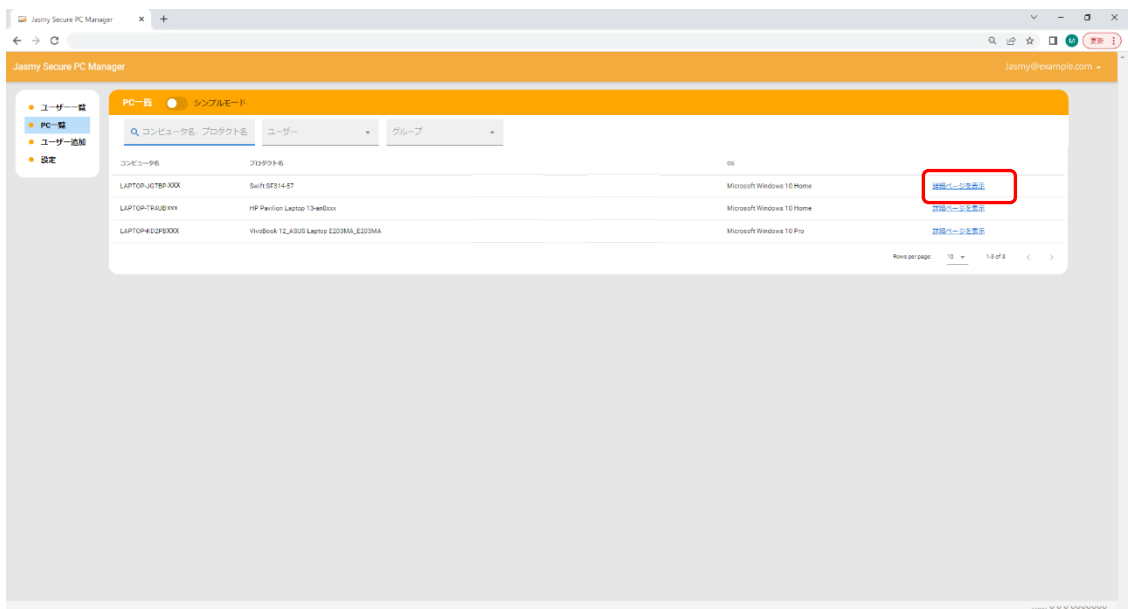 Jasmy Secure PC Manager
更新
Jasmy Secure PC Manager
Jasmy@example.com
ユーザー一覧
PC一覧
ユーザー追加
設定
PC一覧 シンプルモード
コンピュータ名、プロダクト名 ユーザー グループ
コンピュータ名 プロダクト名 OS
LAPTOP-JGTBP-XXX Swift SF314-57 Microsoft Windows 10 Home 詳細ページを表示
LAPTOP-TR4UBXXX HP Pavilion Laptop 13-an0xxx Microsoft Windows 10 Home 詳細ページを表示
LAPTOP-KD2PBXXX VivoBook 12_ASUS Laptop E203MA_E203MA Microsoft Windows 10 Pro 詳細ページを表示
Rows per page: 10 1-3 of 3